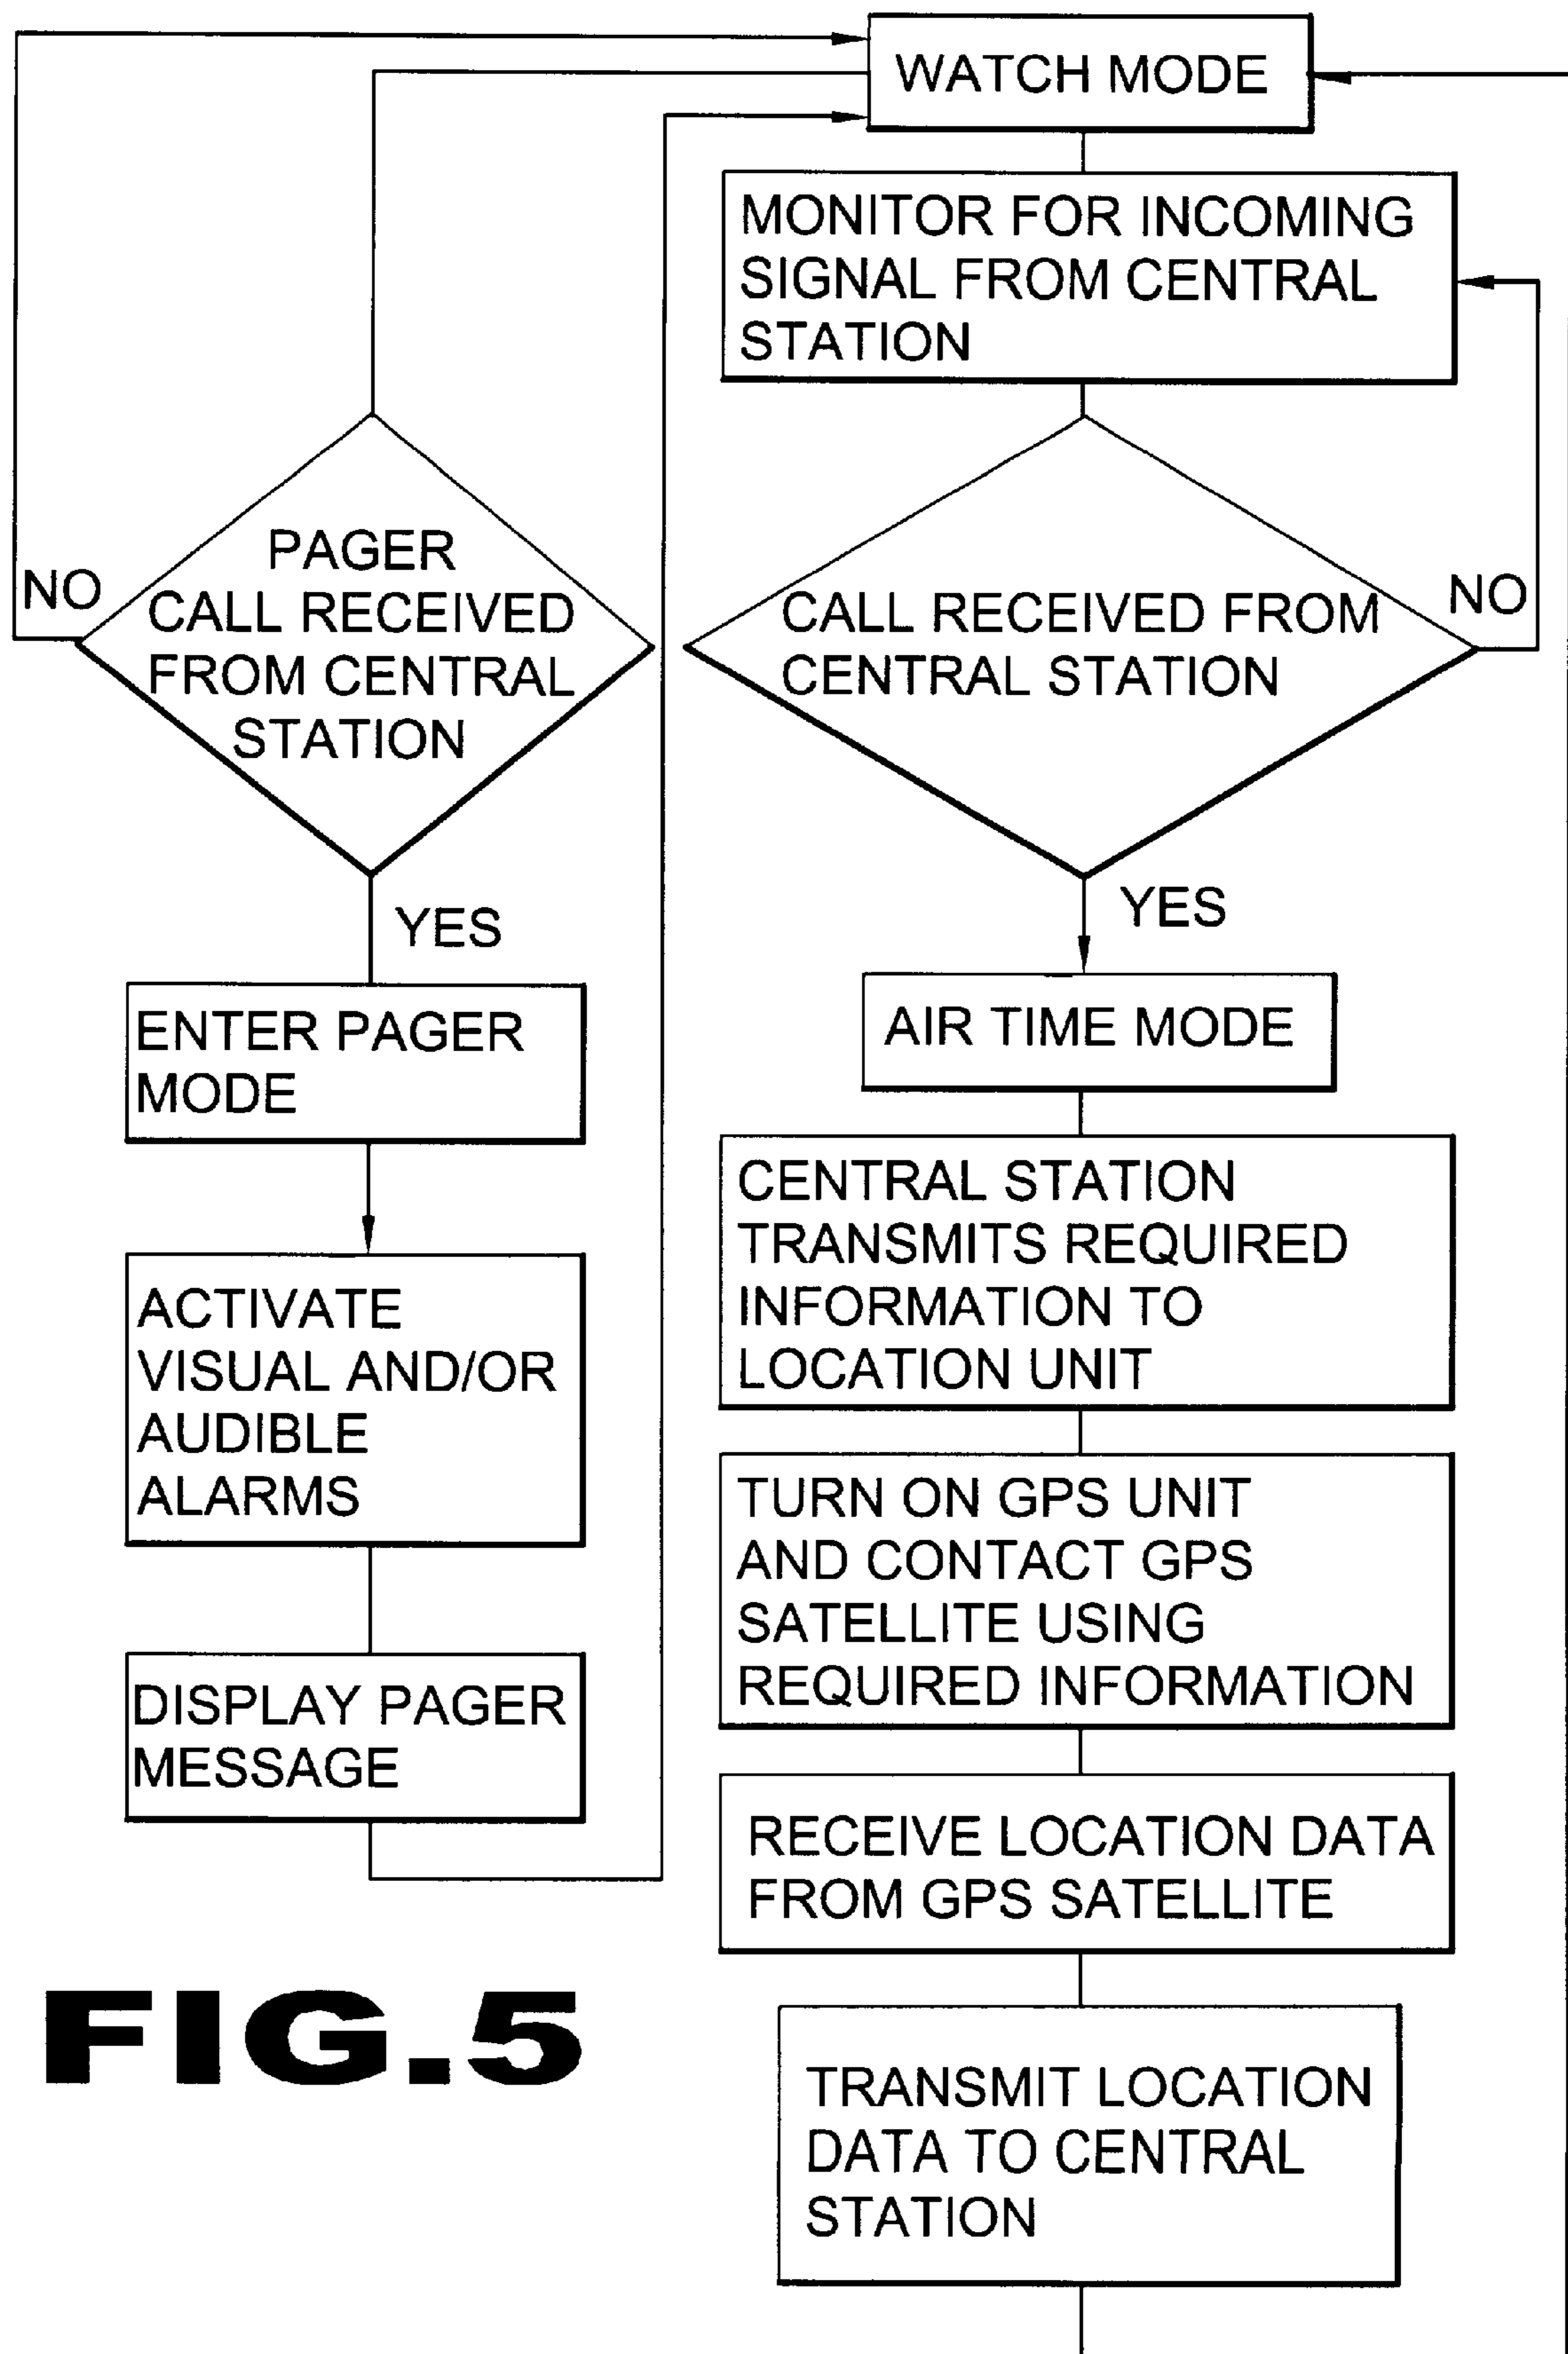 WATCH MODE
MONITOR FOR INCOMING
SIGNAL FROM CENTRAL
STATION
PAGER
CALL RECEIVED
FROM CENTRAL
STATION
NO
YES
ENTER PAGER
MODE
ACTIVATE
VISUAL AND/OR
AUDIBLE
ALARMS
DISPLAY PAGER
MESSAGE
CALL RECEIVED FROM
CENTRAL STATION
NO
YES
AIR TIME MODE
CENTRAL STATION
TRANSMITS REQUIRED
INFORMATION TO
LOCATION UNIT
TURN ON GPS UNIT
AND CONTACT GPS
SATELLITE USING
REQUIRED INFORMATION
RECEIVE LOCATION DATA
FROM GPS SATELLITE
TRANSMIT LOCATION
DATA TO CENTRAL
STATION
FIG.5